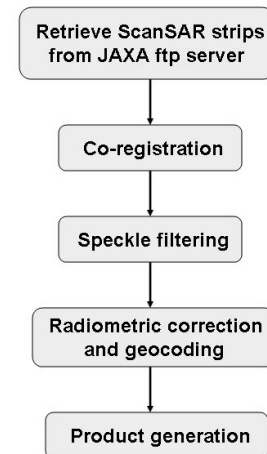 Retrieve ScanSAR strips
from JAXA ftp server
Co-registration
Speckle filtering
Radiometric correction
and geocoding
Product generation